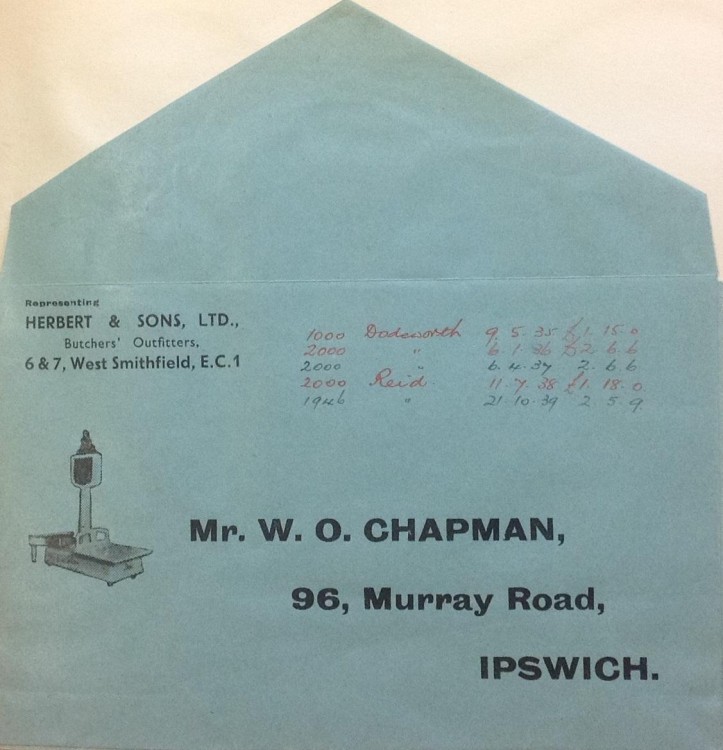 Representing
HERBERT & SONS, LTD.,
Butchers' Outfitters,
6 & 7, West Smithfield, E.C.1
1000 Dodsworth 9. 5. 35 £1. 15. 0
2000 " 6. 1. 36 £2. 6. 6
2000 " 6. 4. 37 2. 6. 6
2000 Reid. 11. 7. 38 £1. 18. 0.
1946 " 21. 10. 39 2. 5. 9.
Mr. W. O. CHAPMAN,
96, Murray Road,
IPSWICH.